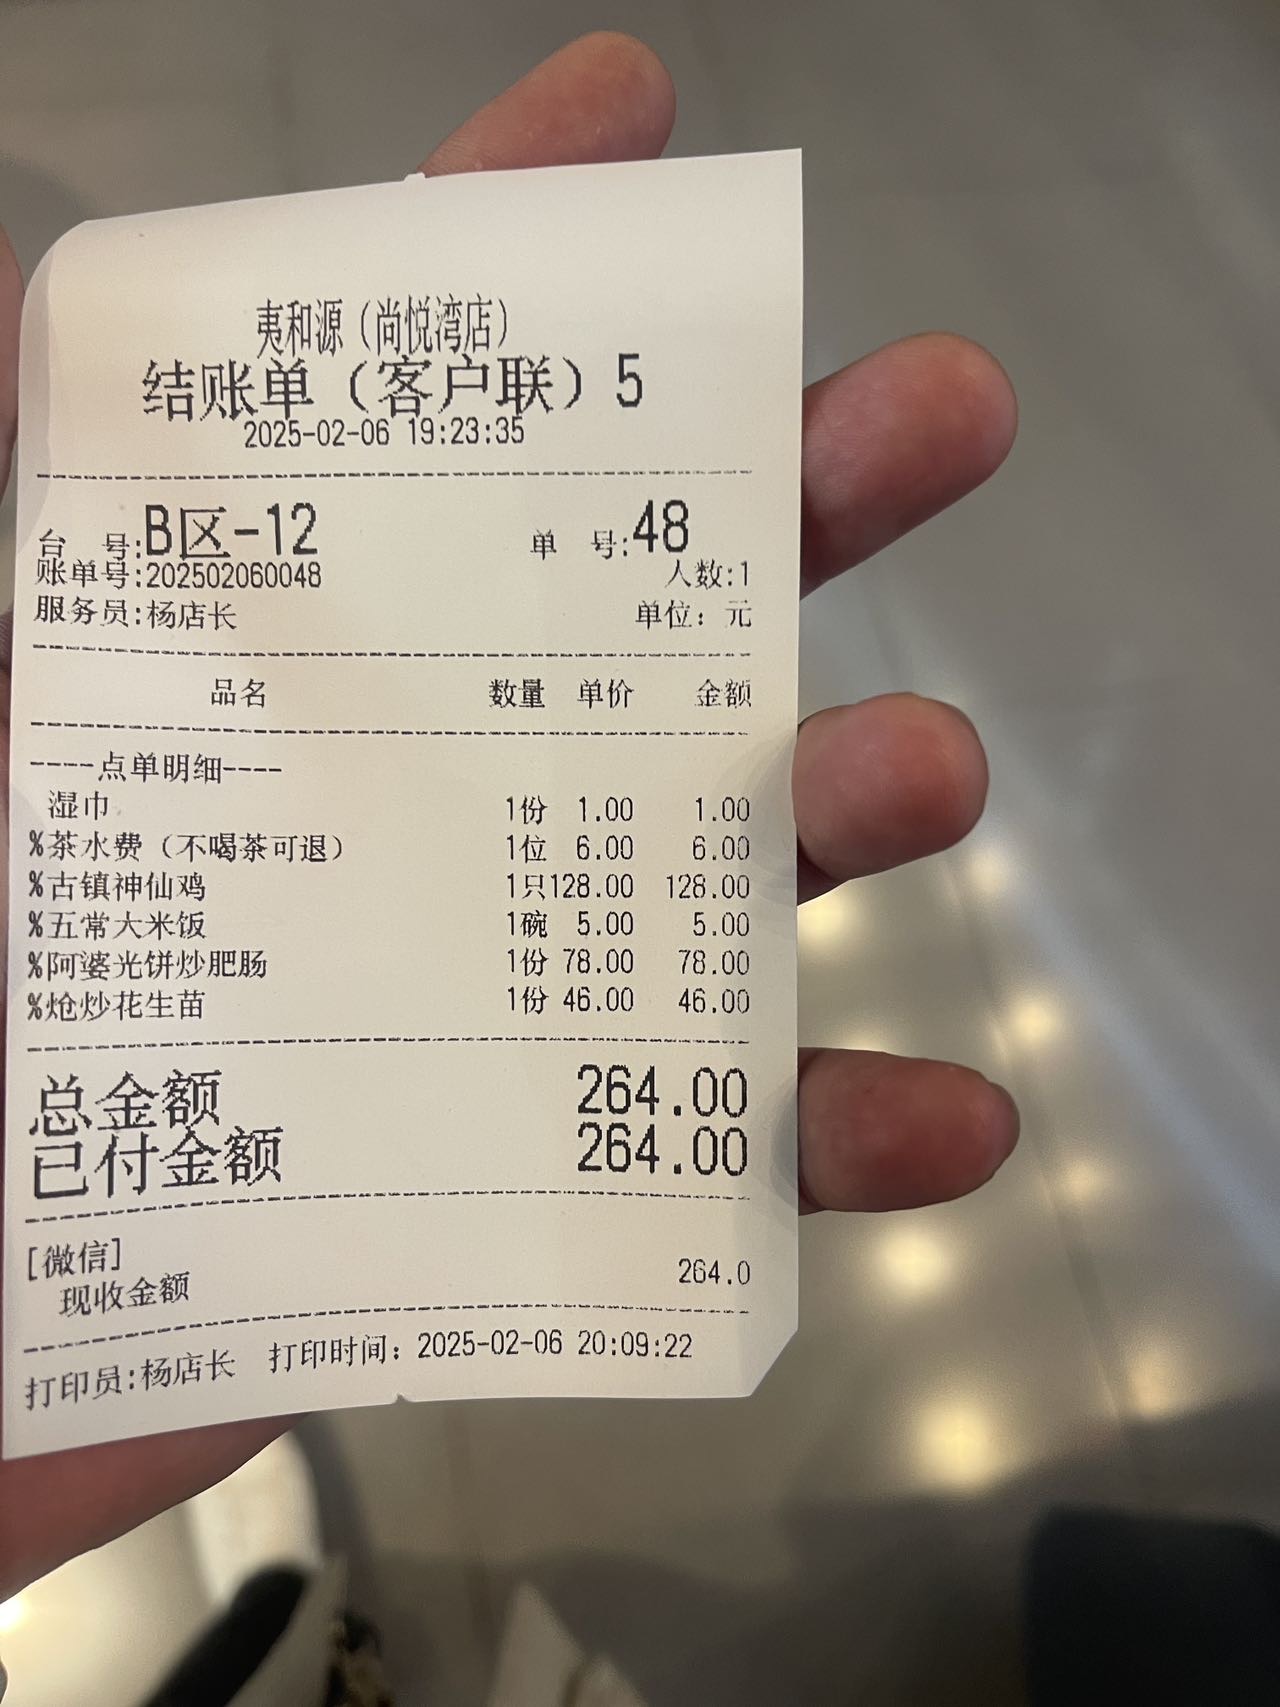 夷和源（尚悦湾店）
结账单（客户联）5
2025-02-06 19:23:35
台 号:B区-12 单 号:48
账单号:202502060048 人数:1
服务员:杨店长 单位：元
品名 数量 单价 金额
----点单明细----
湿巾 1份 1.00 1.00
%茶水费（不喝茶可退） 1位 6.00 6.00
%古镇神仙鸡 1只128.00 128.00
%五常大米饭 1碗 5.00 5.00
%阿婆光饼炒肥肠 1份 78.00 78.00
%炝炒花生苗 1份 46.00 46.00
总金额 264.00
已付金额 264.00
[微信]
现收金额 264.0
打印员:杨店长 打印时间：2025-02-06 20:09:22